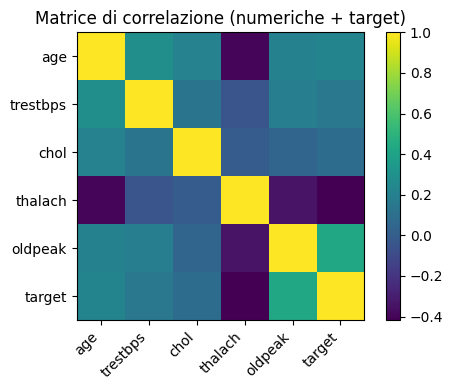 Matrice di correlazione (numeriche + target)
age
trestbps
chol
thalach
oldpeak
target
age
trestbps
chol
thalach
oldpeak
target
1.0
0.8
0.6
0.4
0.2
0.0
−0.2
−0.4